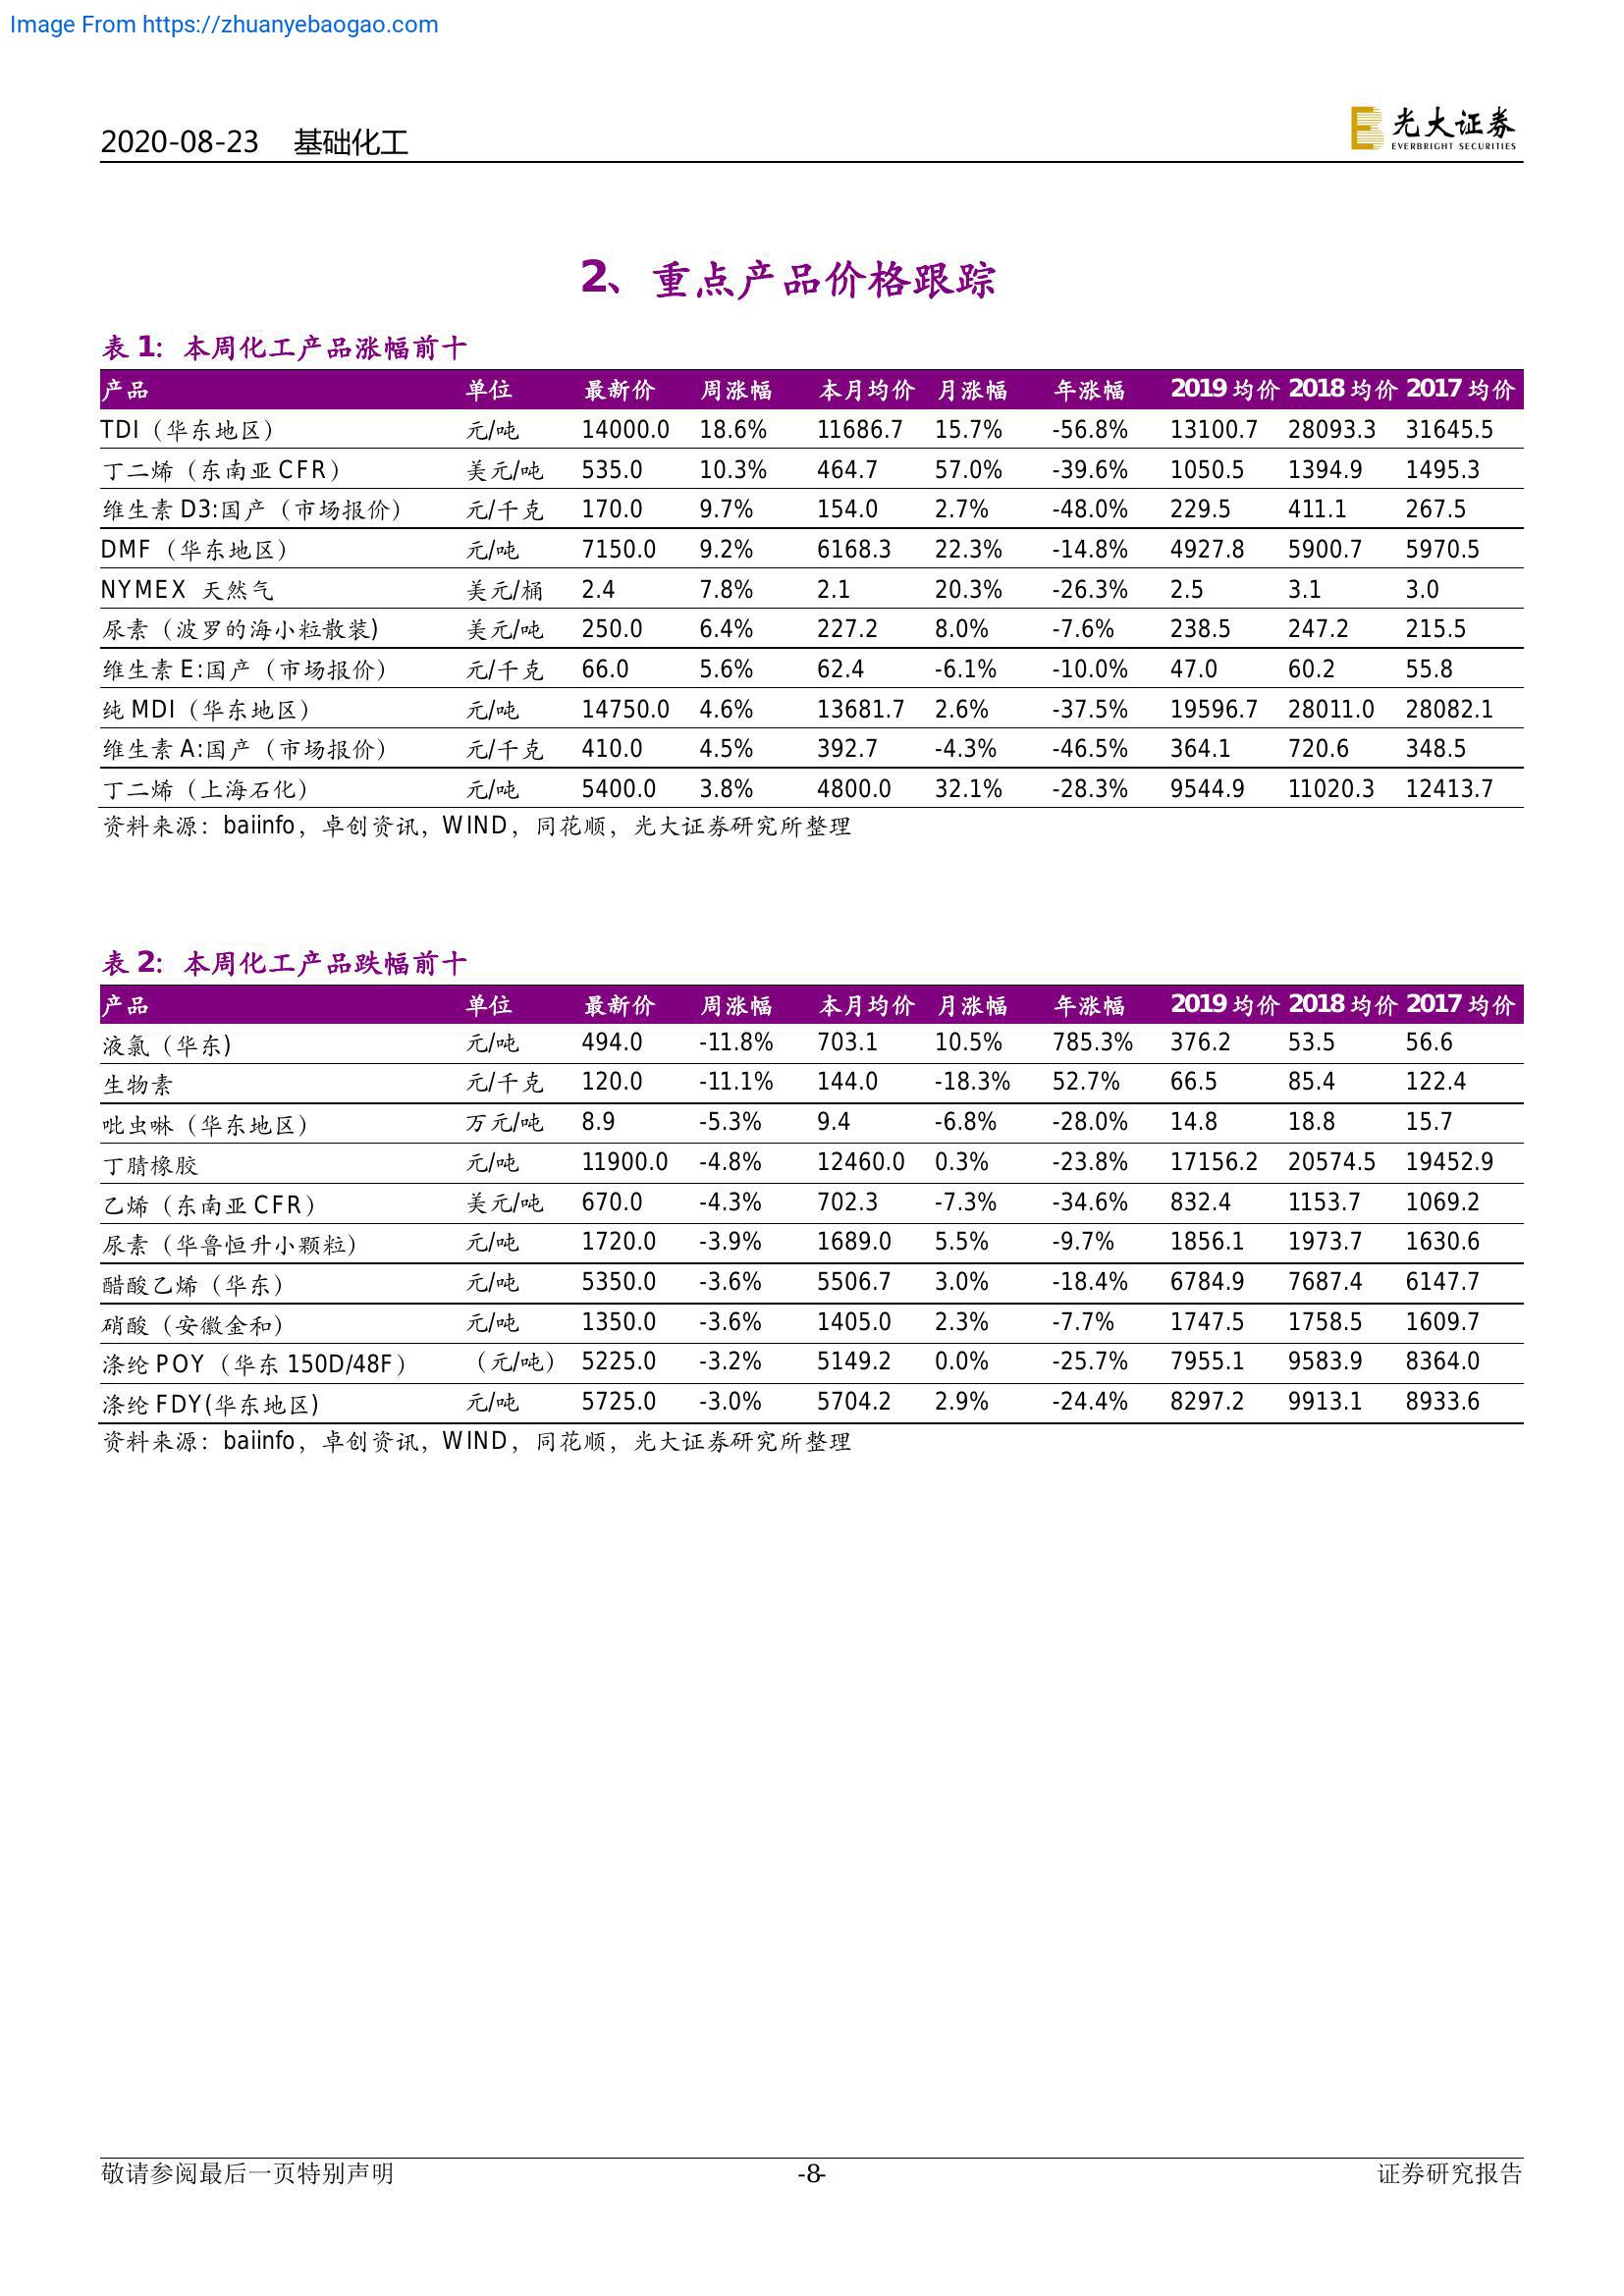 Image From https://zhuanyebaogao.com
2020-08-23 基础化工
光大证券
EVERBRIGHT SECURITIES
2、重点产品价格跟踪
表 1：本周化工产品涨幅前十
产品 单位 最新价 周涨幅 本月均价 月涨幅 年涨幅 2019 均价 2018 均价 2017 均价
TDI（华东地区） 元/吨 14000.0 18.6% 11686.7 15.7% -56.8% 13100.7 28093.3 31645.5
丁二烯（东南亚 CFR） 美元/吨 535.0 10.3% 464.7 57.0% -39.6% 1050.5 1394.9 1495.3
维生素 D3:国产（市场报价） 元/千克 170.0 9.7% 154.0 2.7% -48.0% 229.5 411.1 267.5
DMF（华东地区） 元/吨 7150.0 9.2% 6168.3 22.3% -14.8% 4927.8 5900.7 5970.5
NYMEX 天然气 美元/桶 2.4 7.8% 2.1 20.3% -26.3% 2.5 3.1 3.0
尿素（波罗的海小粒散装) 美元/吨 250.0 6.4% 227.2 8.0% -7.6% 238.5 247.2 215.5
维生素 E:国产（市场报价） 元/千克 66.0 5.6% 62.4 -6.1% -10.0% 47.0 60.2 55.8
纯 MDI（华东地区） 元/吨 14750.0 4.6% 13681.7 2.6% -37.5% 19596.7 28011.0 28082.1
维生素 A:国产（市场报价） 元/千克 410.0 4.5% 392.7 -4.3% -46.5% 364.1 720.6 348.5
丁二烯（上海石化） 元/吨 5400.0 3.8% 4800.0 32.1% -28.3% 9544.9 11020.3 12413.7
资料来源：baiinfo，卓创资讯，WIND，同花顺，光大证券研究所整理
表 2：本周化工产品跌幅前十
产品 单位 最新价 周涨幅 本月均价 月涨幅 年涨幅 2019 均价 2018 均价 2017 均价
液氯（华东) 元/吨 494.0 -11.8% 703.1 10.5% 785.3% 376.2 53.5 56.6
生物素 元/千克 120.0 -11.1% 144.0 -18.3% 52.7% 66.5 85.4 122.4
吡虫啉（华东地区） 万元/吨 8.9 -5.3% 9.4 -6.8% -28.0% 14.8 18.8 15.7
丁腈橡胶 元/吨 11900.0 -4.8% 12460.0 0.3% -23.8% 17156.2 20574.5 19452.9
乙烯（东南亚 CFR） 美元/吨 670.0 -4.3% 702.3 -7.3% -34.6% 832.4 1153.7 1069.2
尿素（华鲁恒升小颗粒） 元/吨 1720.0 -3.9% 1689.0 5.5% -9.7% 1856.1 1973.7 1630.6
醋酸乙烯（华东） 元/吨 5350.0 -3.6% 5506.7 3.0% -18.4% 6784.9 7687.4 6147.7
硝酸（安徽金和） 元/吨 1350.0 -3.6% 1405.0 2.3% -7.7% 1747.5 1758.5 1609.7
涤纶 POY（华东 150D/48F） （元/吨） 5225.0 -3.2% 5149.2 0.0% -25.7% 7955.1 9583.9 8364.0
涤纶 FDY(华东地区) 元/吨 5725.0 -3.0% 5704.2 2.9% -24.4% 8297.2 9913.1 8933.6
资料来源：baiinfo，卓创资讯，WIND，同花顺，光大证券研究所整理
敬请参阅最后一页特别声明 -8- 证券研究报告